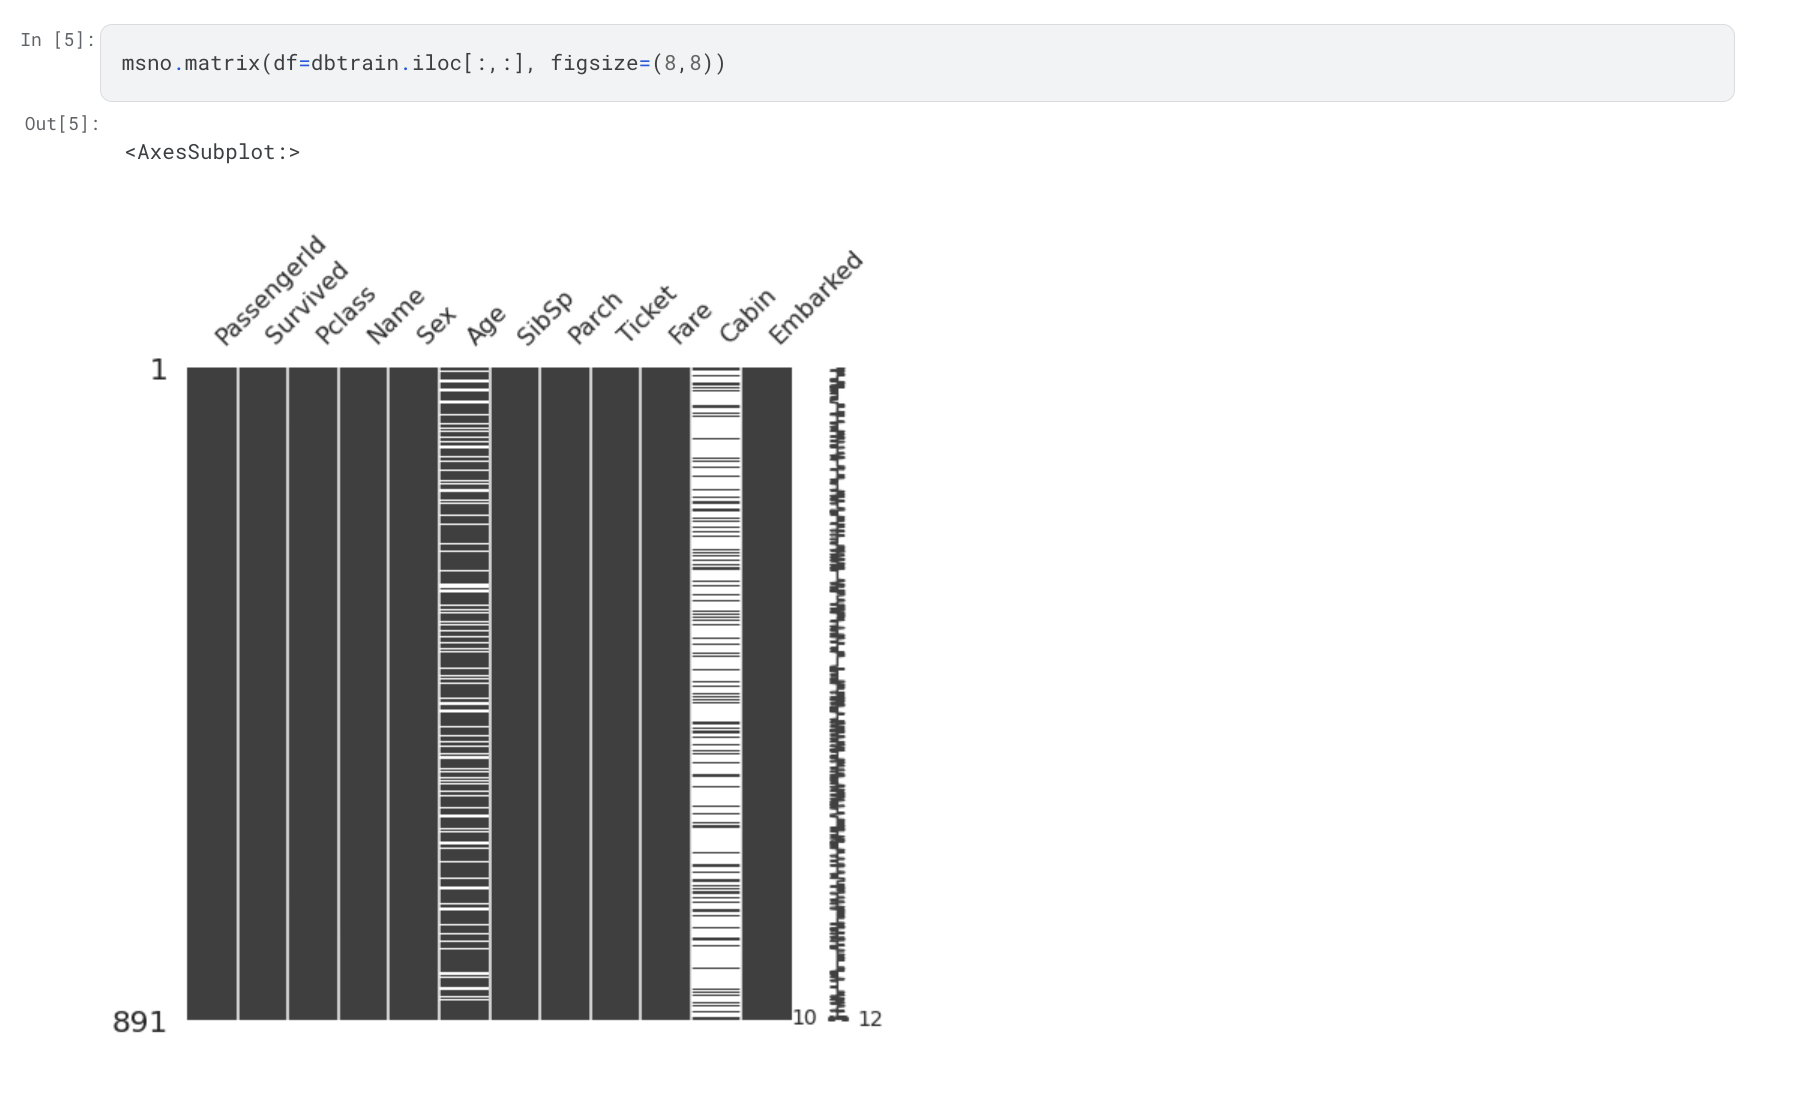 In [5]:
msno.matrix(df=dbtrain.iloc[:,:], figsize=(8,8))
Out[5]:
<AxesSubplot:>
PassengerId
Survived
Pclass
Name
Sex
Age
SibSp
Parch
Ticket
Fare
Cabin
Embarked
1
891
10
12